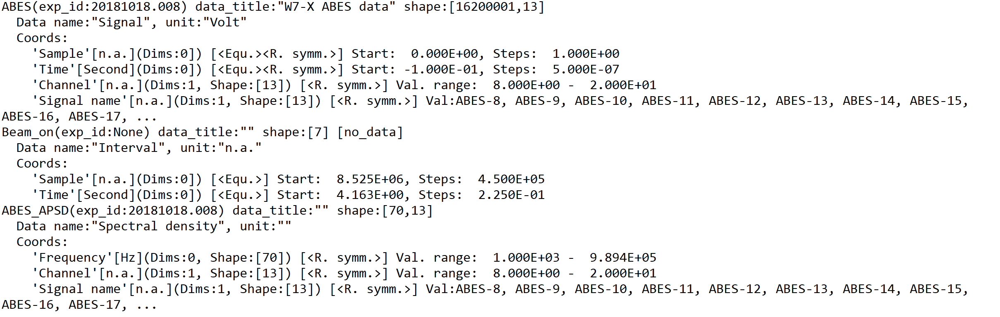 ABES(exp_id:20181018.008) data_title:"W7-X ABES data" shape:[16200001,13]
  Data name:"Signal", unit:"Volt"
  Coords:
    'Sample'[n.a.](Dims:0]) [<Equ.><R. symm.>] Start:  0.000E+00, Steps:  1.000E+00
    'Time'[Second](Dims:0]) [<Equ.><R. symm.>] Start: -1.000E-01, Steps:  5.000E-07
    'Channel'[n.a.](Dims:1, Shape:[13]) [<R. symm.>] Val. range:  8.000E+00 -  2.000E+01
    'Signal name'[n.a.](Dims:1, Shape:[13]) [<R. symm.>] Val:ABES-8, ABES-9, ABES-10, ABES-11, ABES-12, ABES-13, ABES-14, ABES-15,
ABES-16, ABES-17, ...
Beam_on(exp_id:None) data_title:"" shape:[7] [no_data]
  Data name:"Interval", unit:"n.a."
  Coords:
    'Sample'[n.a.](Dims:0]) [<Equ.>] Start:  8.525E+06, Steps:  4.500E+05
    'Time'[Second](Dims:0]) [<Equ.>] Start:  4.163E+00, Steps:  2.250E-01
ABES_APSD(exp_id:20181018.008) data_title:"" shape:[70,13]
  Data name:"Spectral density", unit:""
  Coords:
    'Frequency'[Hz](Dims:0, Shape:[70]) [<R. symm.>] Val. range:  1.000E+03 -  9.894E+05
    'Channel'[n.a.](Dims:1, Shape:[13]) [<R. symm.>] Val. range:  8.000E+00 -  2.000E+01
    'Signal name'[n.a.](Dims:1, Shape:[13]) [<R. symm.>] Val:ABES-8, ABES-9, ABES-10, ABES-11, ABES-12, ABES-13, ABES-14, ABES-15,
ABES-16, ABES-17, ...